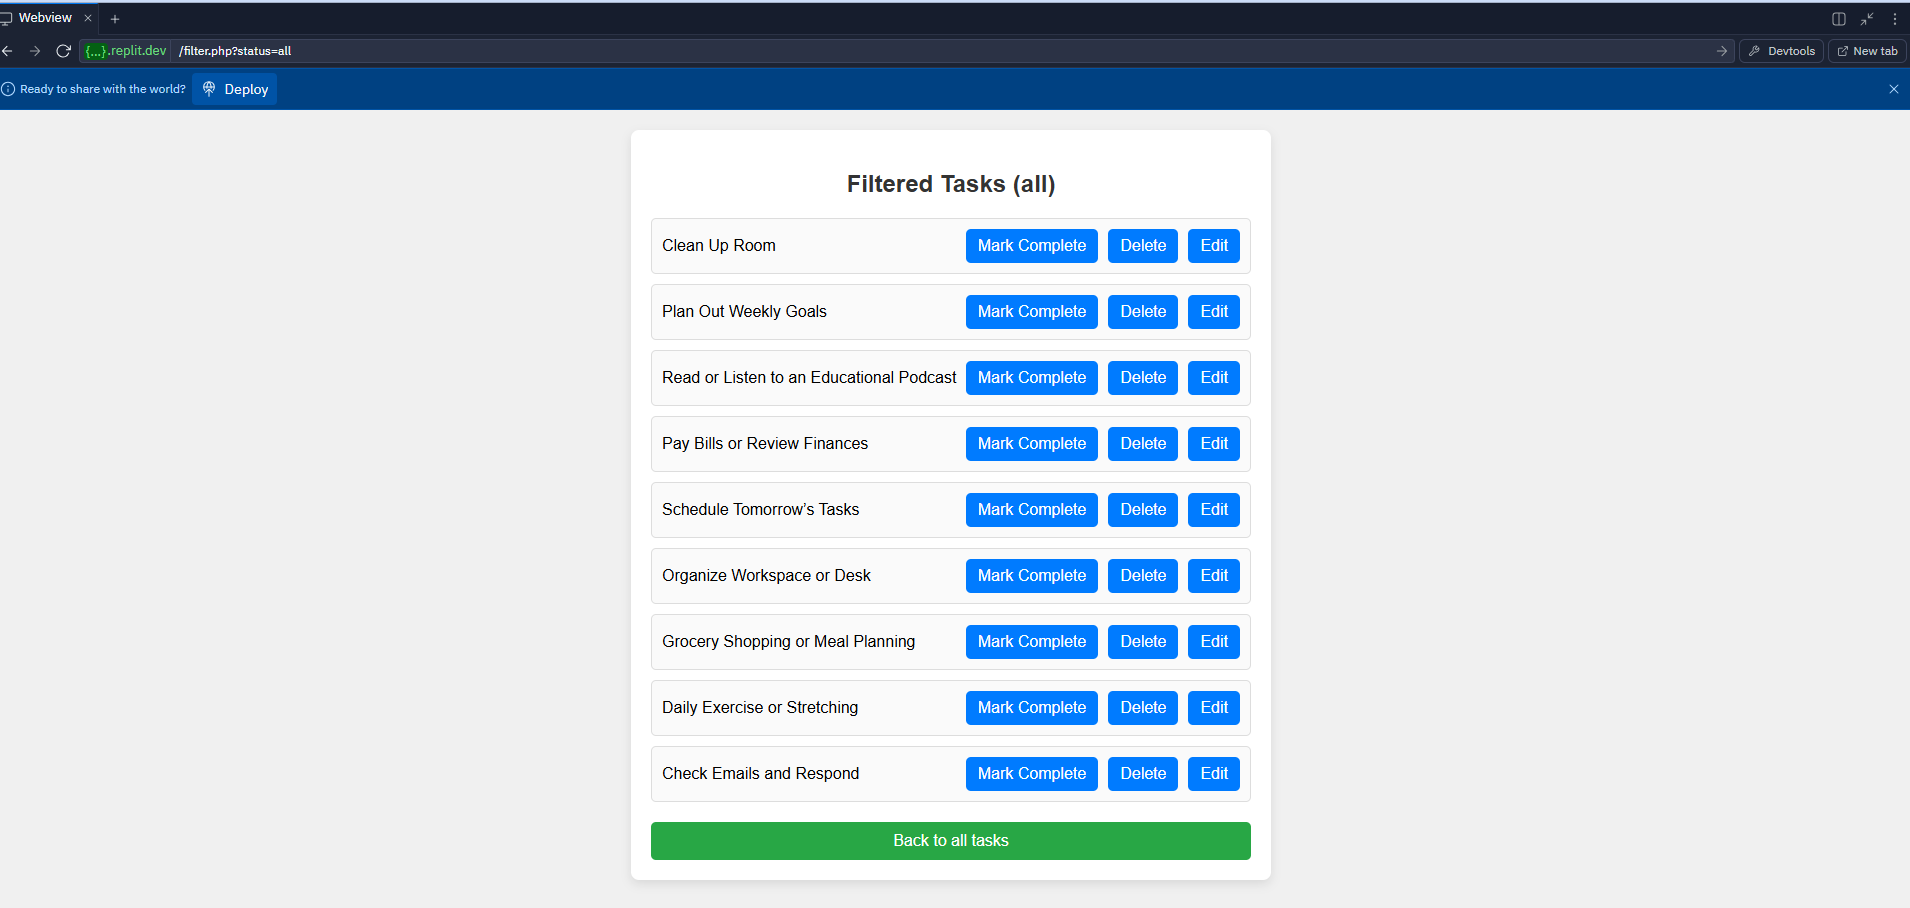 Webview
{...}.replit.dev /filter.php?status=all Devtools New tab
Ready to share with the world? Deploy
Filtered Tasks (all)
Clean Up Room Mark Complete Delete Edit
Plan Out Weekly Goals Mark Complete Delete Edit
Read or Listen to an Educational Podcast Mark Complete Delete Edit
Pay Bills or Review Finances Mark Complete Delete Edit
Schedule Tomorrow’s Tasks Mark Complete Delete Edit
Organize Workspace or Desk Mark Complete Delete Edit
Grocery Shopping or Meal Planning Mark Complete Delete Edit
Daily Exercise or Stretching Mark Complete Delete Edit
Check Emails and Respond Mark Complete Delete Edit
Back to all tasks